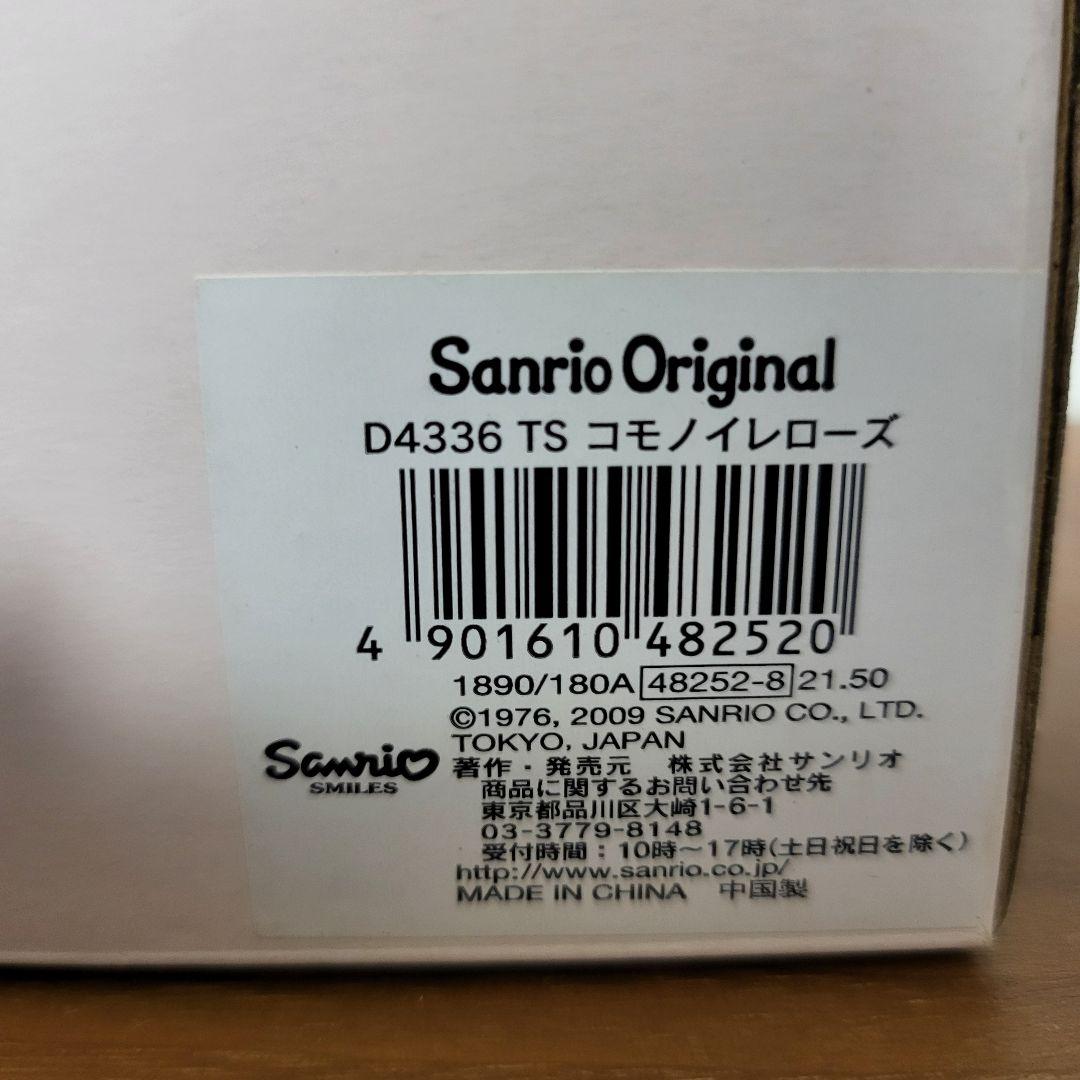 Sanrio Original
D4336 TS コモノイレローズ
4 901610 482520
1890/180A 48252-8 21.50
©1976, 2009 SANRIO CO., LTD.
TOKYO, JAPAN
Sanrio
SMILES
著作・発売元 株式会社サンリオ
商品に関するお問い合わせ先
東京都品川区大崎1-6-1
03-3779-8148
受付時間：10時～17時(土日祝日を除く)
http://www.sanrio.co.jp/
MADE IN CHINA 中国製